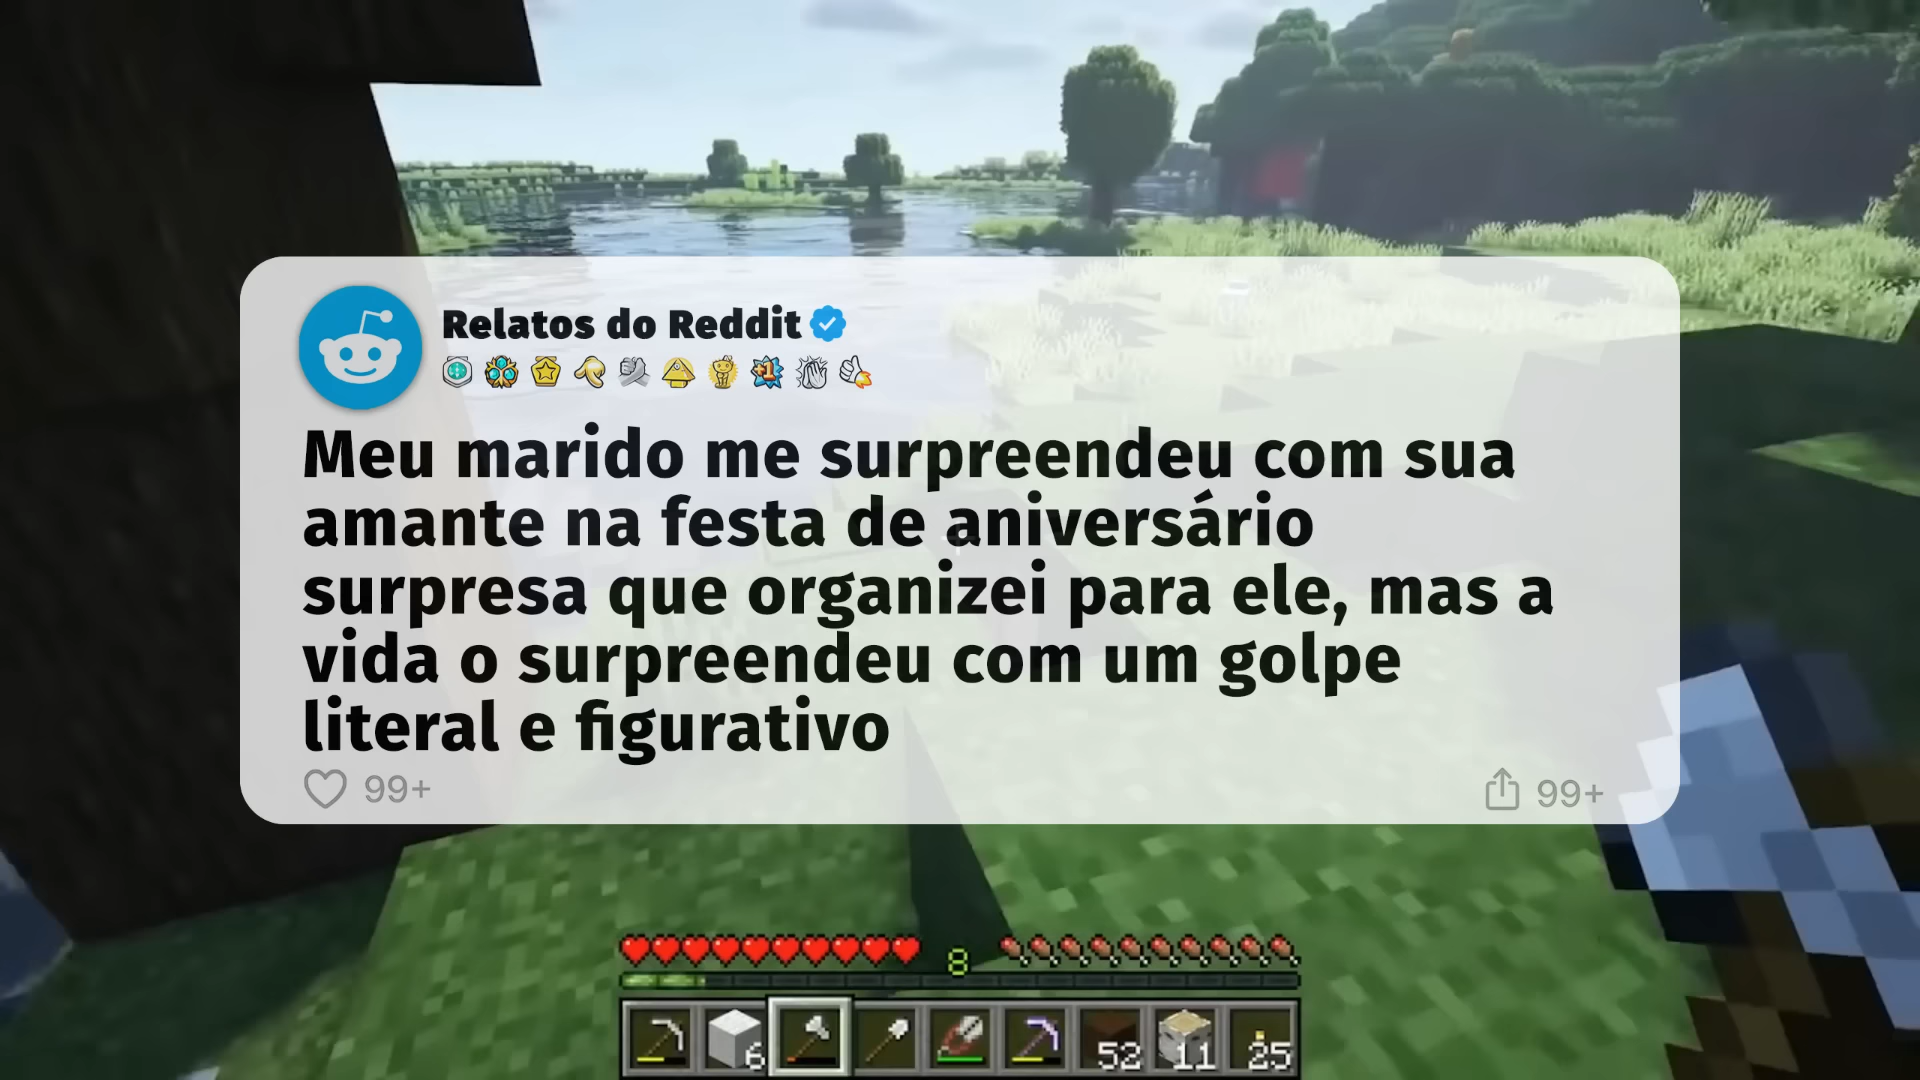 Relatos do Reddit
+1
Meu marido me surpreendeu com sua
amante na festa de aniversário
surpresa que organizei para ele, mas a
vida o surpreendeu com um golpe
literal e figurativo
99+ 99+
8
6 52 11 25